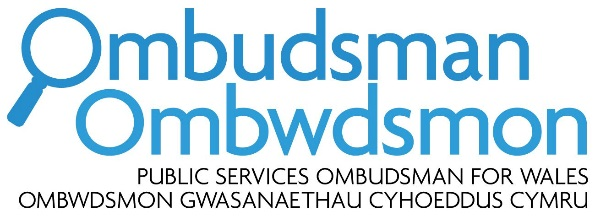 Ombudsman
Ombwdsmon
PUBLIC SERVICES OMBUDSMAN FOR WALES
OMBWDSMON GWASANAETHAU CYHOEDDUS CYMRU